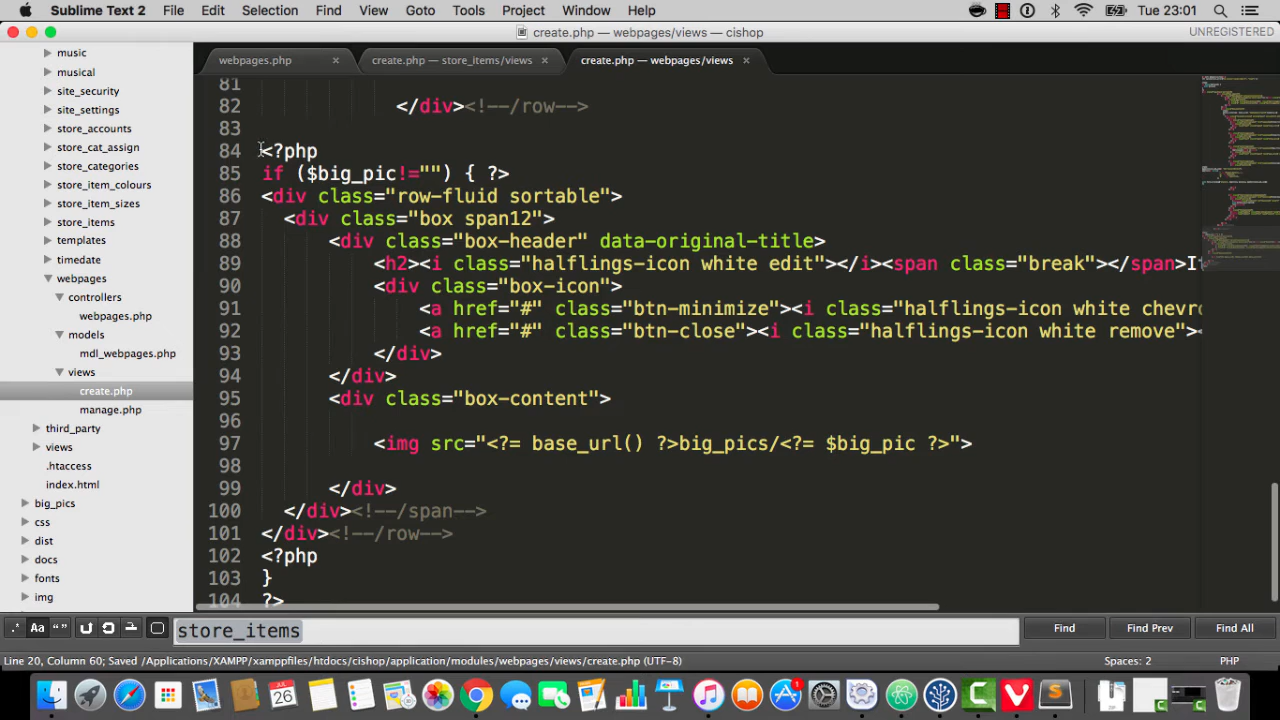 Sublime Text 2 File Edit Selection Find View Goto Tools Project Window Help Tue 23:01
create.php — webpages/views — cishop UNREGISTERED
webpages.php × create.php — store_items/views × create.php — webpages/views ×
music
musical
site_security
site_settings
store_accounts
store_cat_assign
store_categories
store_item_colours
store_item_sizes
store_items
templates
timedate
webpages
controllers
webpages.php
models
mdl_webpages.php
views
create.php
manage.php
third_party
views
.htaccess
index.html
big_pics
css
dist
docs
fonts
img
81
82 </div><!--/row-->
83
84 <?php
85 if ($big_pic!="") { ?>
86 <div class="row-fluid sortable">
87 <div class="box span12">
88 <div class="box-header" data-original-title>
89 <h2><i class="halflings-icon white edit"></i><span class="break"></span>It
90 <div class="box-icon">
91 <a href="#" class="btn-minimize"><i class="halflings-icon white chevro
92 <a href="#" class="btn-close"><i class="halflings-icon white remove"><
93 </div>
94 </div>
95 <div class="box-content">
96
97 <img src="<?= base_url() ?>big_pics/<?= $big_pic ?>">
98
99 </div>
100 </div><!--/span-->
101 </div><!--/row-->
102 <?php
103 }
104 ?>
.* Aa “ ” store_items Find Find Prev Find All
Line 20, Column 60; Saved /Applications/XAMPP/xamppfiles/htdocs/cishop/application/modules/webpages/views/create.php (UTF-8) Spaces: 2 PHP